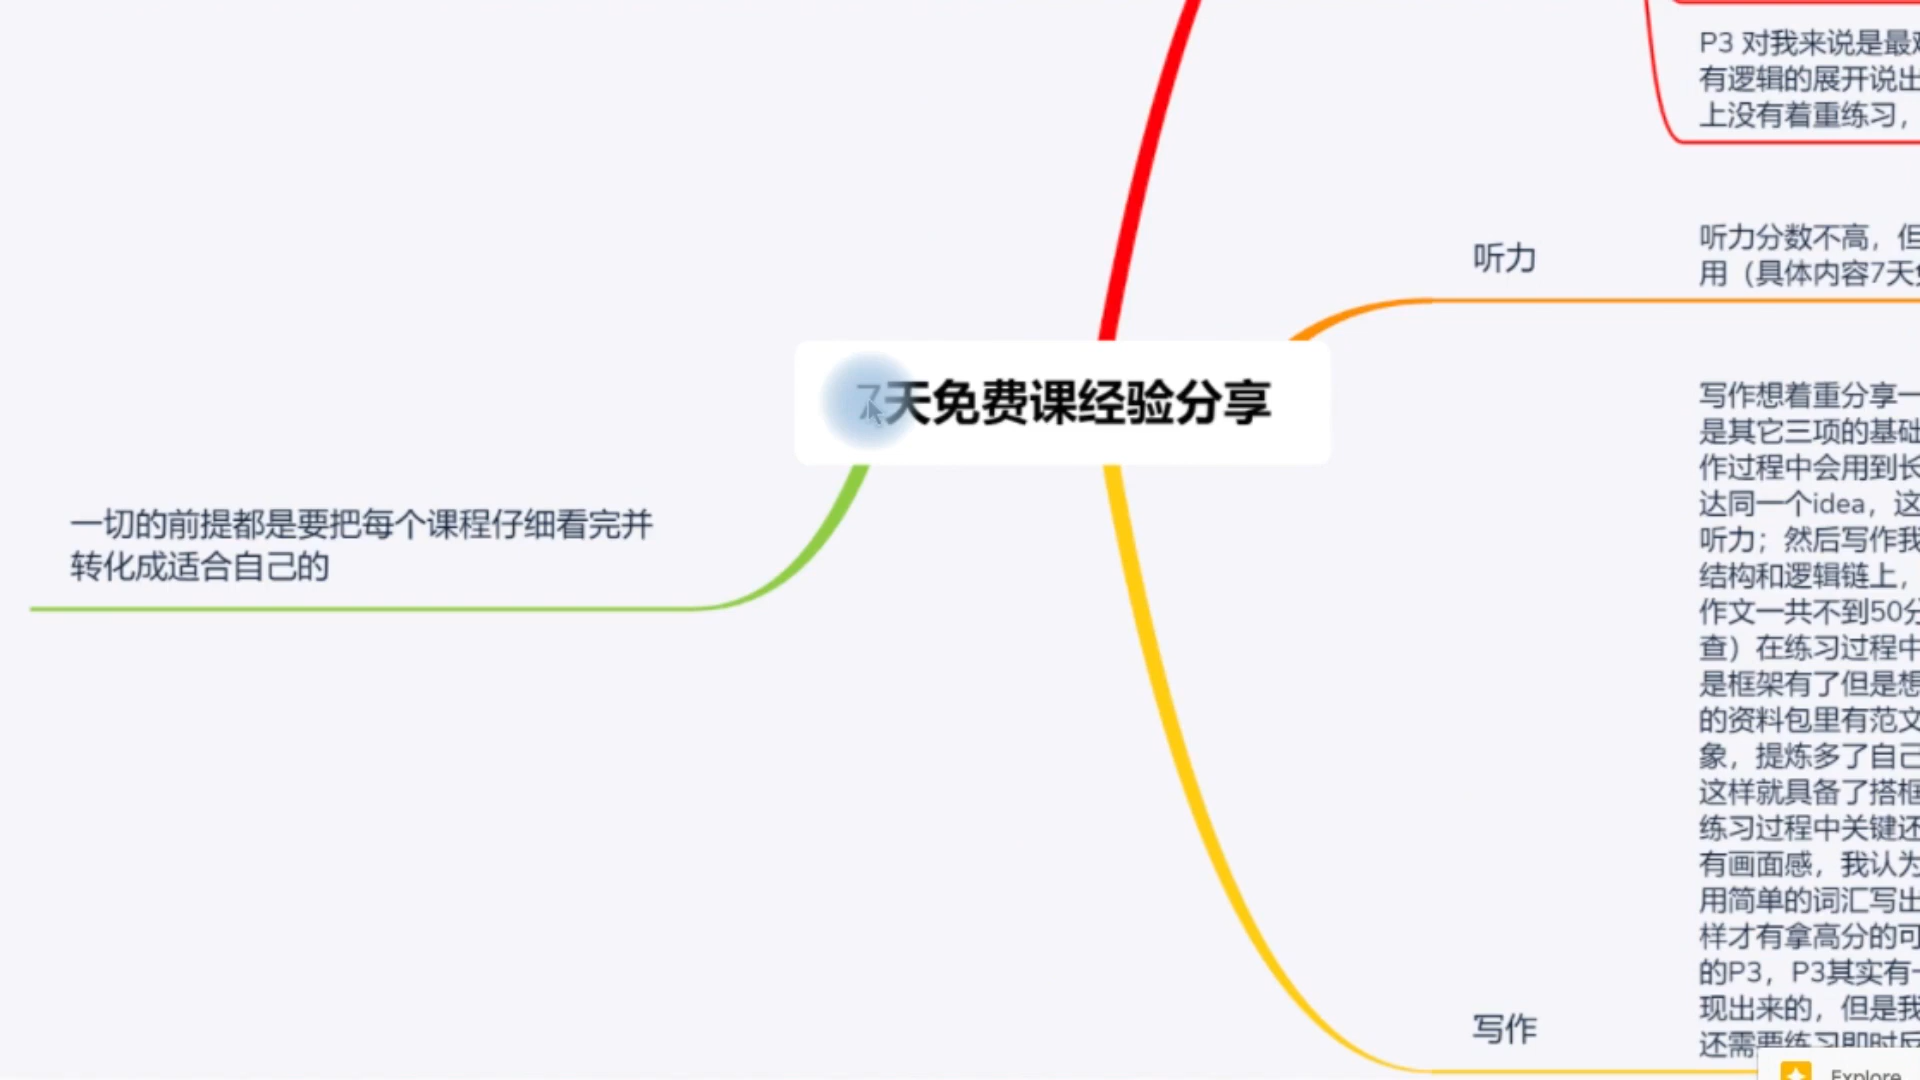 P3 对我来说是最
有逻辑的展开说出
上没有着重练习，
听力
听力分数不高，但
用（具体内容7天
7天免费课经验分享
一切的前提都是要把每个课程仔细看完并
转化成适合自己的
写作
写作想着重分享一
是其它三项的基础
作过程中会用到长
达同一个idea，这
听力；然后写作我
结构和逻辑链上，
作文一共不到50分
查）在练习过程中
是框架有了但是想
的资料包里有范文
象，提炼多了自己
这样就具备了搭框
练习过程中关键还
有画面感，我认为
用简单的词汇写出
样才有拿高分的可
的P3，P3其实有一
现出来的，但是我
还需要练习即时反
Explore